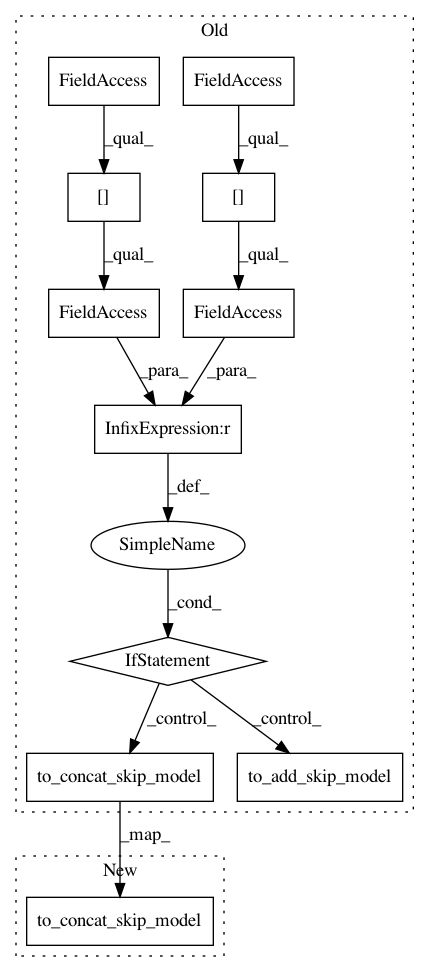 Old
FieldAccess FieldAccess
_qual_ _qual_
[] []
_qual_ _qual_
FieldAccess FieldAccess
_para_ _para_
InfixExpression:r
_def_
SimpleName
_cond_
IfStatement
_control_ _control_
to_concat_skip_model to_add_skip_model
_map_
New
to_concat_skip_model